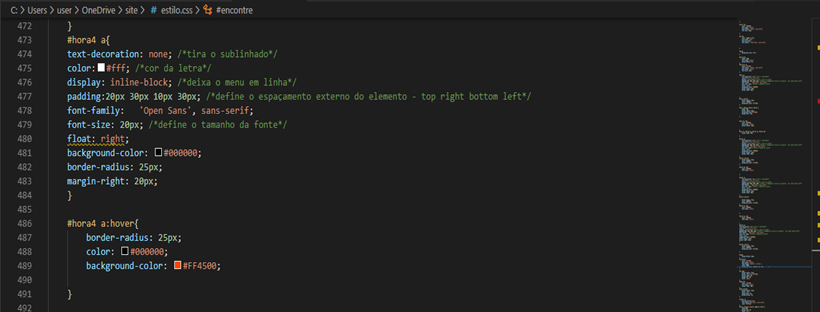 C: > Users > user > OneDrive > site > # estilo.css > #encontre
472 }
473 #hora4 a{
474 text-decoration: none; /*tira o sublinhado*/
475 color: #fff; /*cor da letra*/
476 display: inline-block; /*deixa o menu em linha*/
477 padding:20px 30px 10px 30px; /*define o espaçamento externo do elemento - top right bottom left*/
478 font-family:  'Open Sans', sans-serif;
479 font-size: 20px; /*define o tamanho da fonte*/
480 float: right;
481 background-color: #000000;
482 border-radius: 25px;
483 margin-right: 20px;
484 }
485
486 #hora4 a:hover{
487 border-radius: 25px;
488 color: #000000;
489 background-color: #FF4500;
490
491 }
492